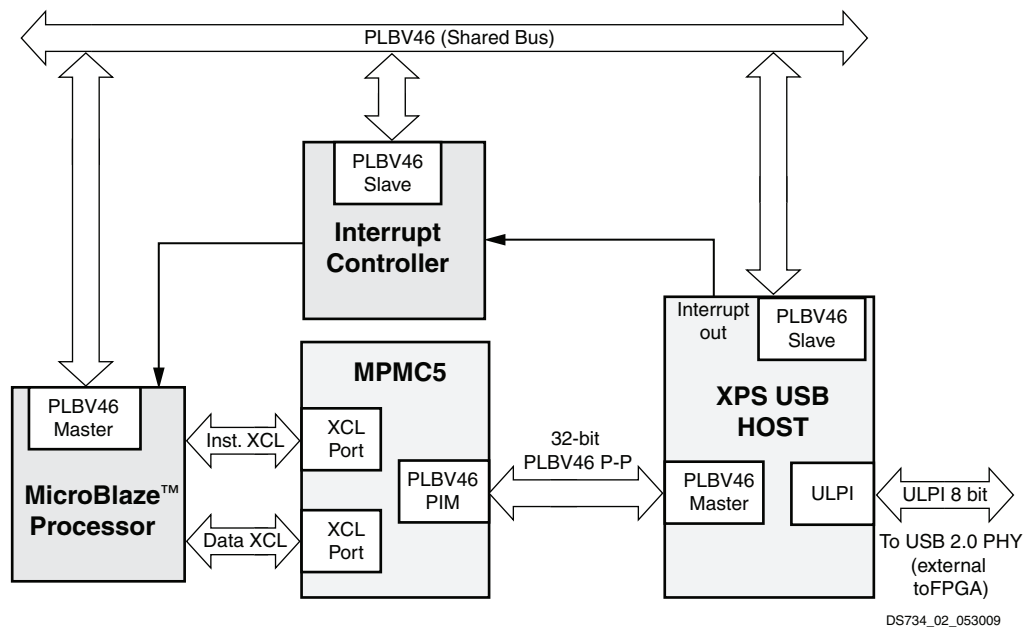 PLBV46 (Shared Bus)
PLBV46
Slave
Interrupt
Controller
Interrupt
out
PLBV46
Slave
XPS USB
HOST
PLBV46
Master
MicroBlaze™
Processor
Inst. XCL
Data XCL
MPMC5
XCL
Port
XCL
Port
PLBV46
PIM
32-bit
PLBV46 P-P
PLBV46
Master
ULPI
ULPI 8 bit
To USB 2.0 PHY
(external
toFPGA)
DS734_02_053009